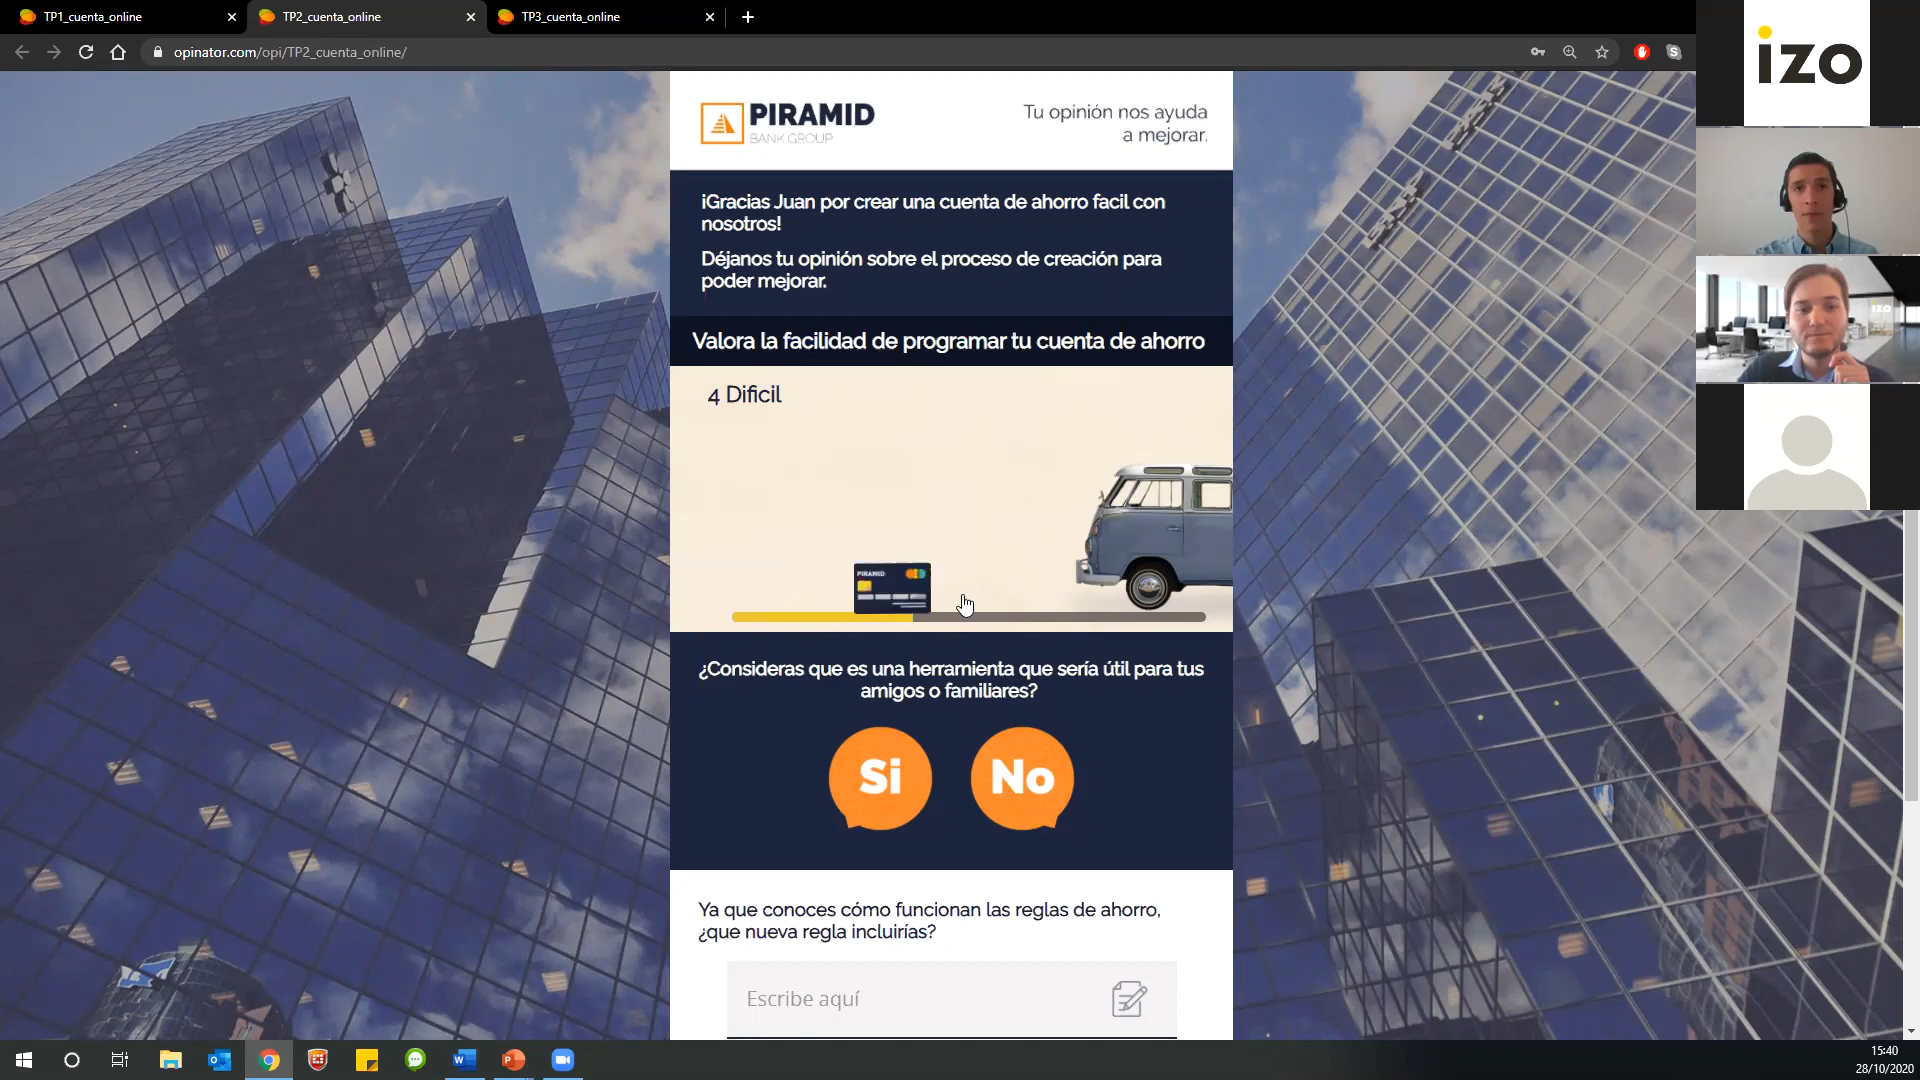 TP1_cuenta_online
TP2_cuenta_online
TP3_cuenta_online
opinator.com/opi/TP2_cuenta_online/
izo
PIRAMID
BANK GROUP
Tu opinión nos ayuda
a mejorar.
¡Gracias Juan por crear una cuenta de ahorro facil con
nosotros!
Déjanos tu opinión sobre el proceso de creación para
poder mejorar.
Valora la facilidad de programar tu cuenta de ahorro
4 Dificil
PIRAMID
¿Consideras que es una herramienta que sería útil para tus
amigos o familiares?
Si
No
Ya que conoces cómo funcionan las reglas de ahorro,
¿que nueva regla incluirías?
Escribe aquí
15:40
28/10/2020